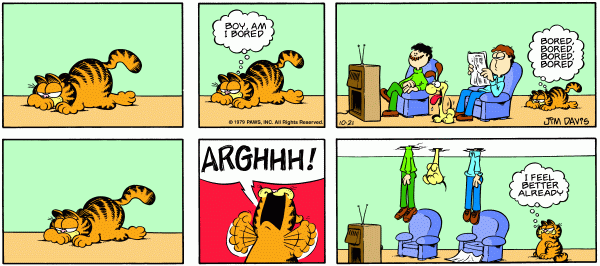 BOY, AM
I BORED
© 1979 PAWS, INC. All Rights Reserved.
BORED,
BORED,
BORED,
BORED
10-21
JIM DAVIS
ARGHHH!
I FEEL
BETTER
ALREADY